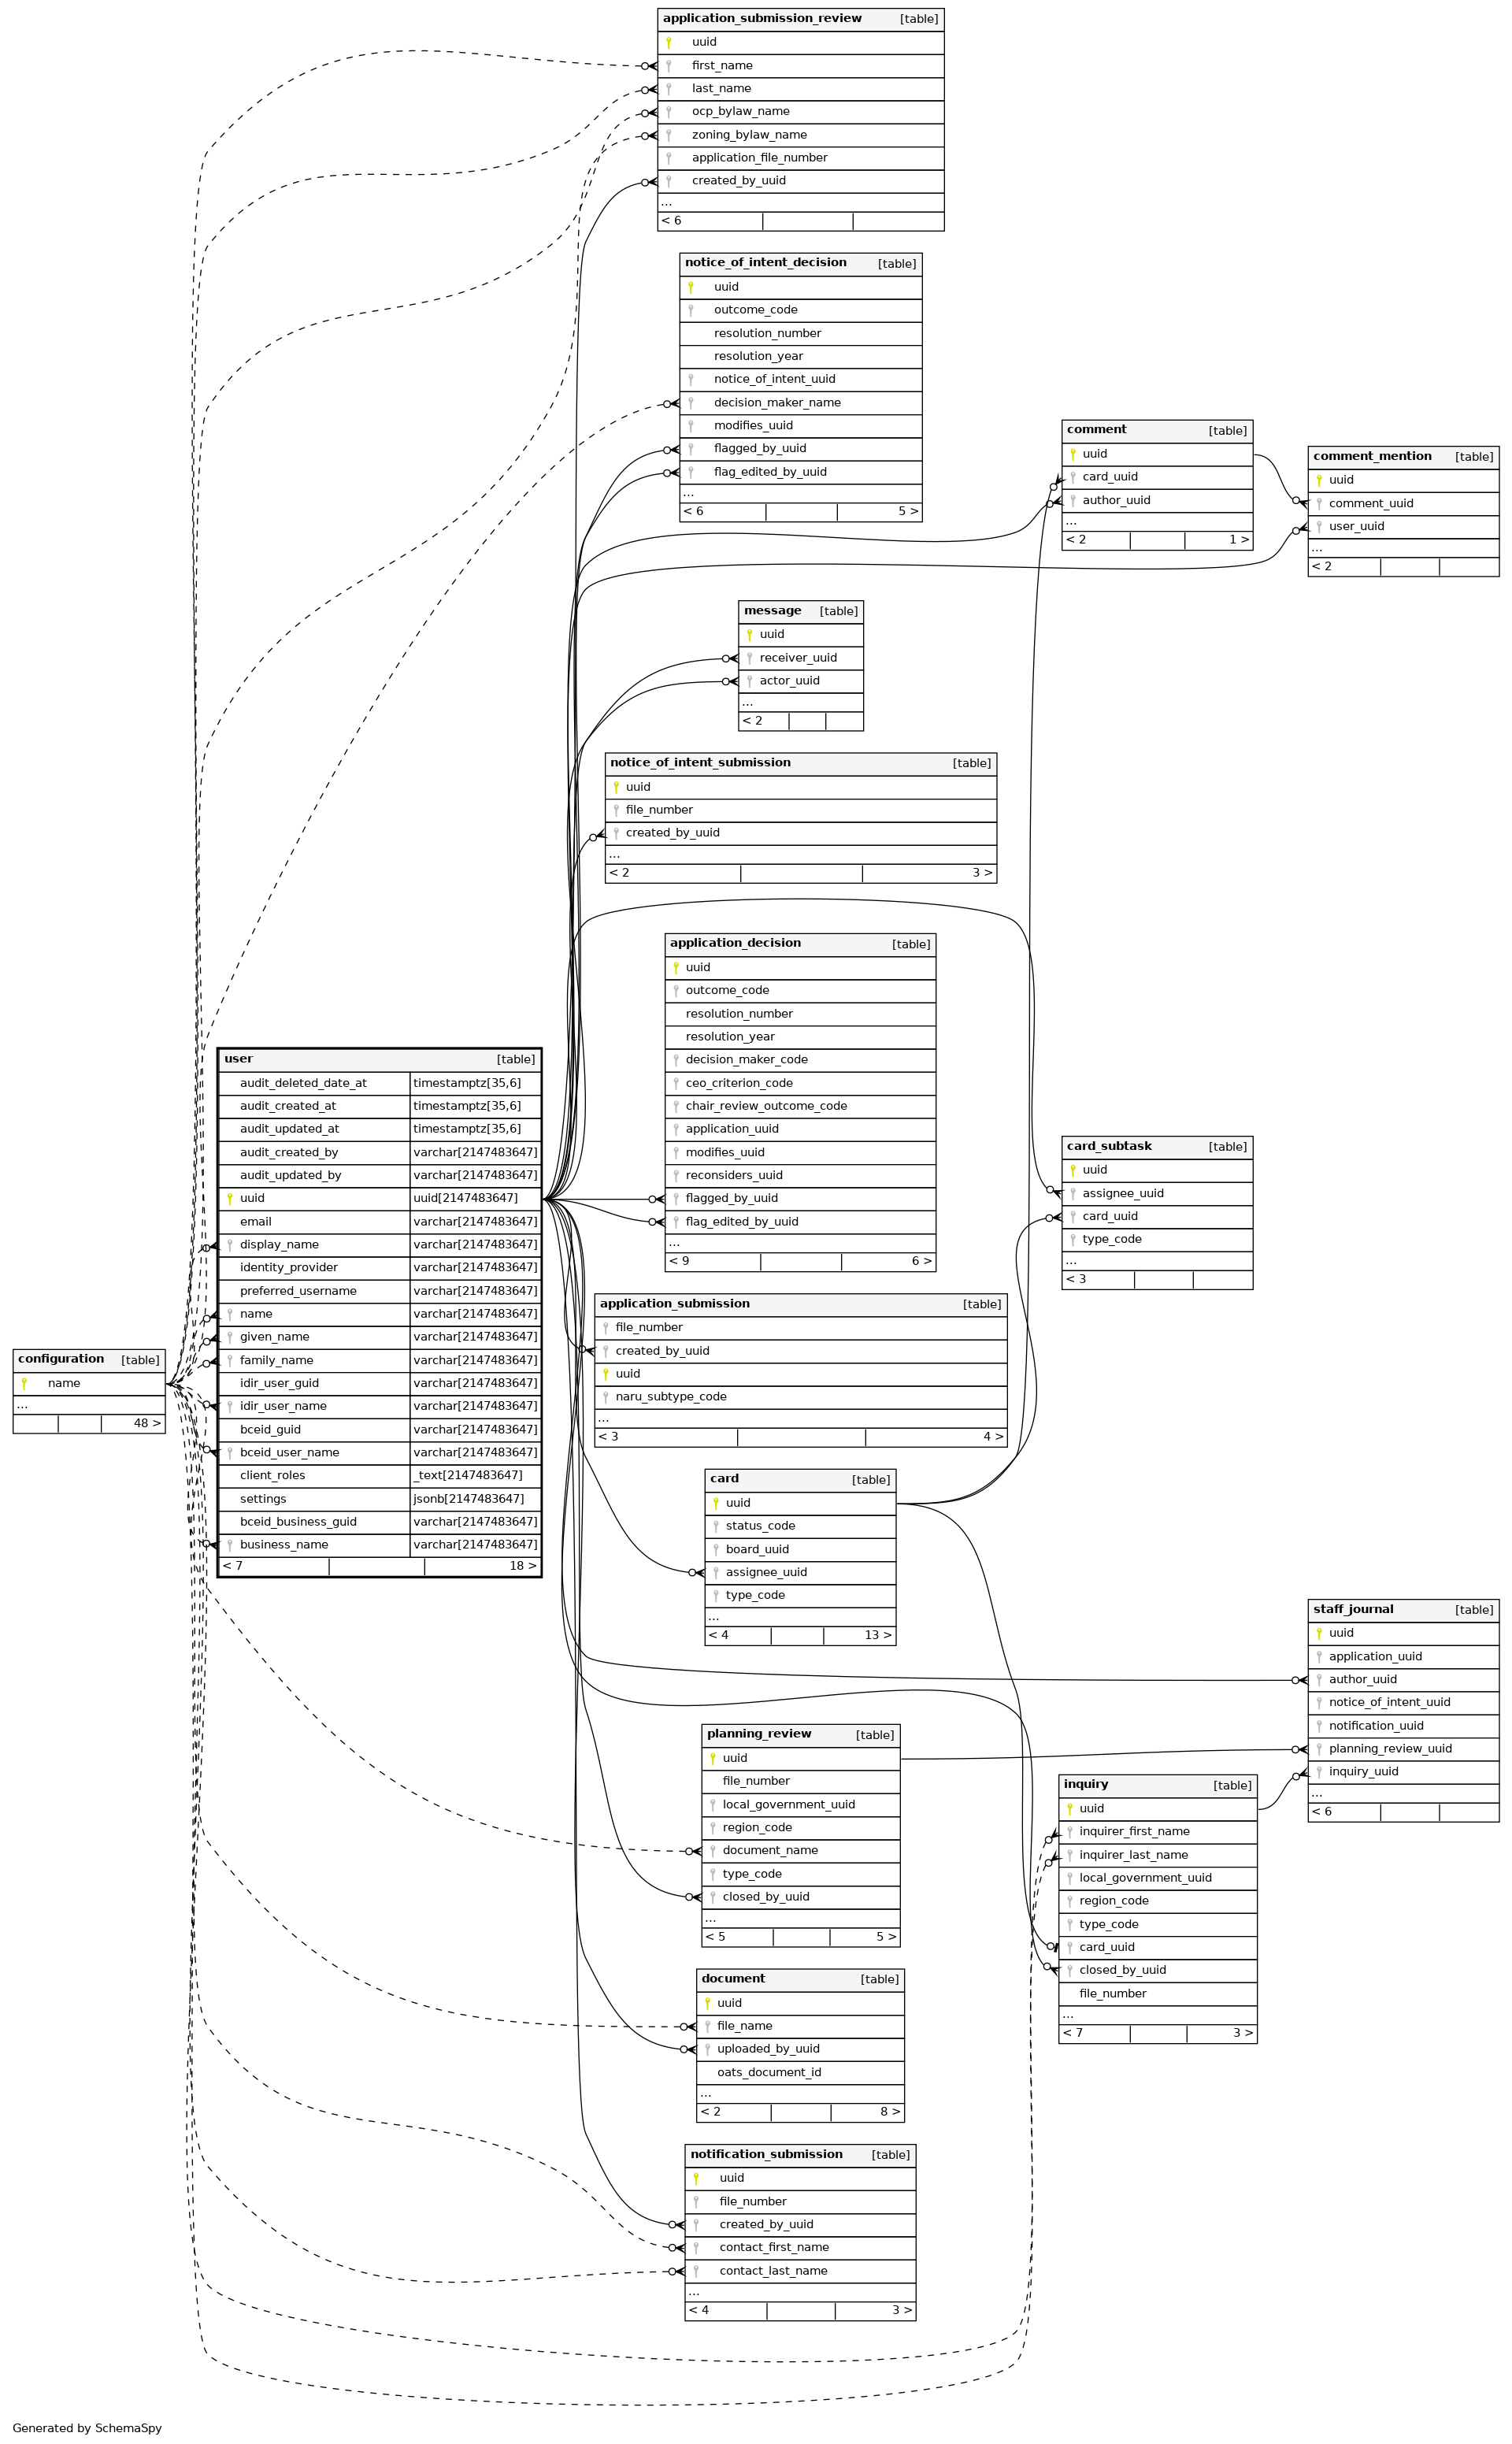 application_submission_review [table]
uuid
first_name
last_name
ocp_bylaw_name
zoning_bylaw_name
application_file_number
created_by_uuid
...
< 6
notice_of_intent_decision [table]
uuid
outcome_code
resolution_number
resolution_year
notice_of_intent_uuid
decision_maker_name
modifies_uuid
flagged_by_uuid
flag_edited_by_uuid
...
< 6 5 >
comment [table]
uuid
card_uuid
author_uuid
...
< 2 1 >
comment_mention [table]
uuid
comment_uuid
user_uuid
...
< 2
message [table]
uuid
receiver_uuid
actor_uuid
...
< 2
notice_of_intent_submission [table]
uuid
file_number
created_by_uuid
...
< 2 3 >
application_decision [table]
uuid
outcome_code
resolution_number
resolution_year
decision_maker_code
ceo_criterion_code
chair_review_outcome_code
application_uuid
modifies_uuid
reconsiders_uuid
flagged_by_uuid
flag_edited_by_uuid
...
< 9 6 >
user [table]
audit_deleted_date_at timestamptz[35,6]
audit_created_at timestamptz[35,6]
audit_updated_at timestamptz[35,6]
audit_created_by varchar[2147483647]
audit_updated_by varchar[2147483647]
uuid uuid[2147483647]
email varchar[2147483647]
display_name varchar[2147483647]
identity_provider varchar[2147483647]
preferred_username varchar[2147483647]
name varchar[2147483647]
given_name varchar[2147483647]
family_name varchar[2147483647]
idir_user_guid varchar[2147483647]
idir_user_name varchar[2147483647]
bceid_guid varchar[2147483647]
bceid_user_name varchar[2147483647]
client_roles _text[2147483647]
settings jsonb[2147483647]
bceid_business_guid varchar[2147483647]
business_name varchar[2147483647]
< 7 18 >
card_subtask [table]
uuid
assignee_uuid
card_uuid
type_code
...
< 3
configuration [table]
name
...
48 >
application_submission [table]
file_number
created_by_uuid
uuid
naru_subtype_code
...
< 3 4 >
card [table]
uuid
status_code
board_uuid
assignee_uuid
type_code
...
< 4 13 >
staff_journal [table]
uuid
application_uuid
author_uuid
notice_of_intent_uuid
notification_uuid
planning_review_uuid
inquiry_uuid
...
< 6
planning_review [table]
uuid
file_number
local_government_uuid
region_code
document_name
type_code
closed_by_uuid
...
< 5 5 >
inquiry [table]
uuid
inquirer_first_name
inquirer_last_name
local_government_uuid
region_code
type_code
card_uuid
closed_by_uuid
file_number
...
< 7 3 >
document [table]
uuid
file_name
uploaded_by_uuid
oats_document_id
...
< 2 8 >
notification_submission [table]
uuid
file_number
created_by_uuid
contact_first_name
contact_last_name
...
< 4 3 >
Generated by SchemaSpy